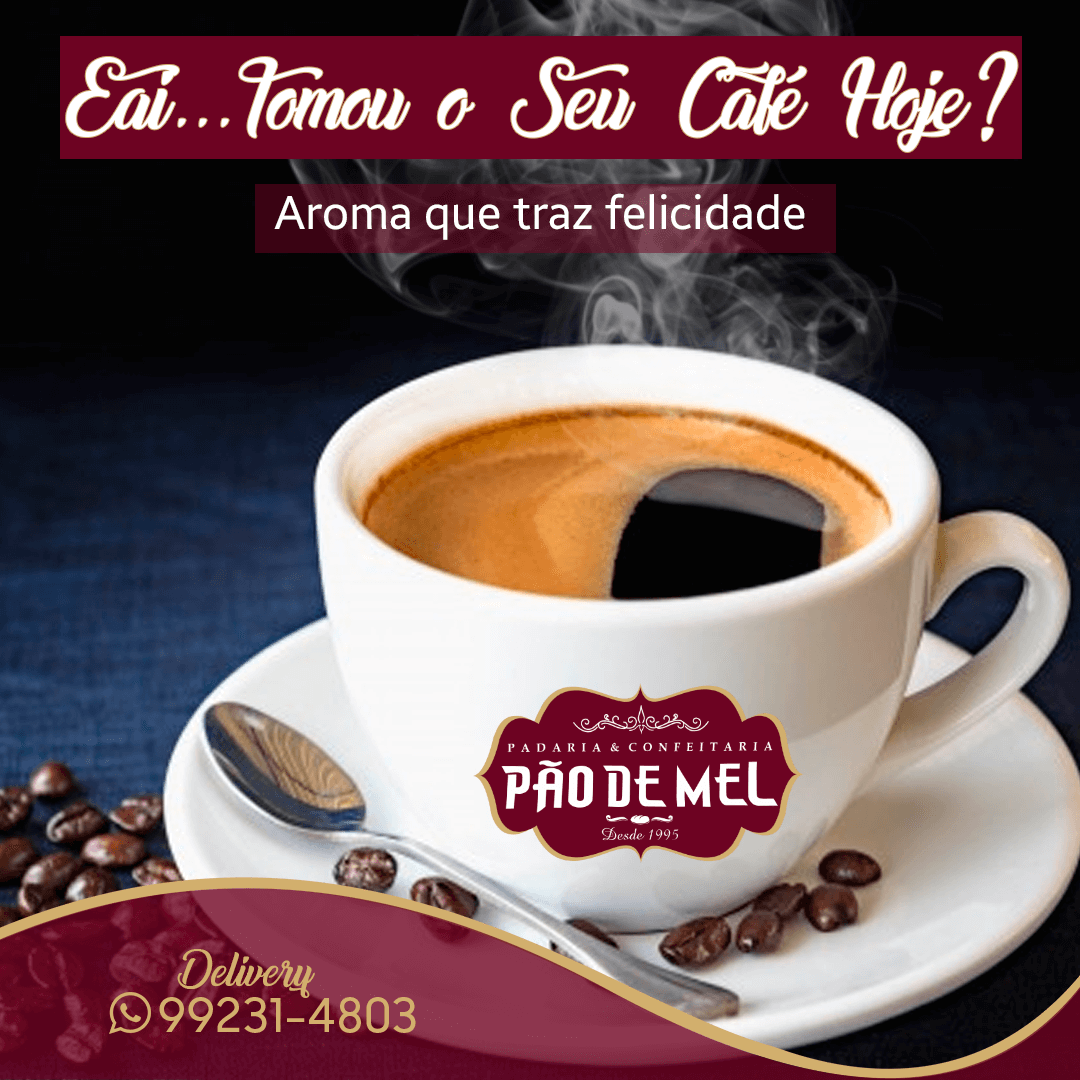 Eai...Tomou o Seu Café Hoje?
Aroma que traz felicidade
PADARIA & CONFEITARIA
PÃO DE MEL
Desde 1995
Delivery
99231-4803